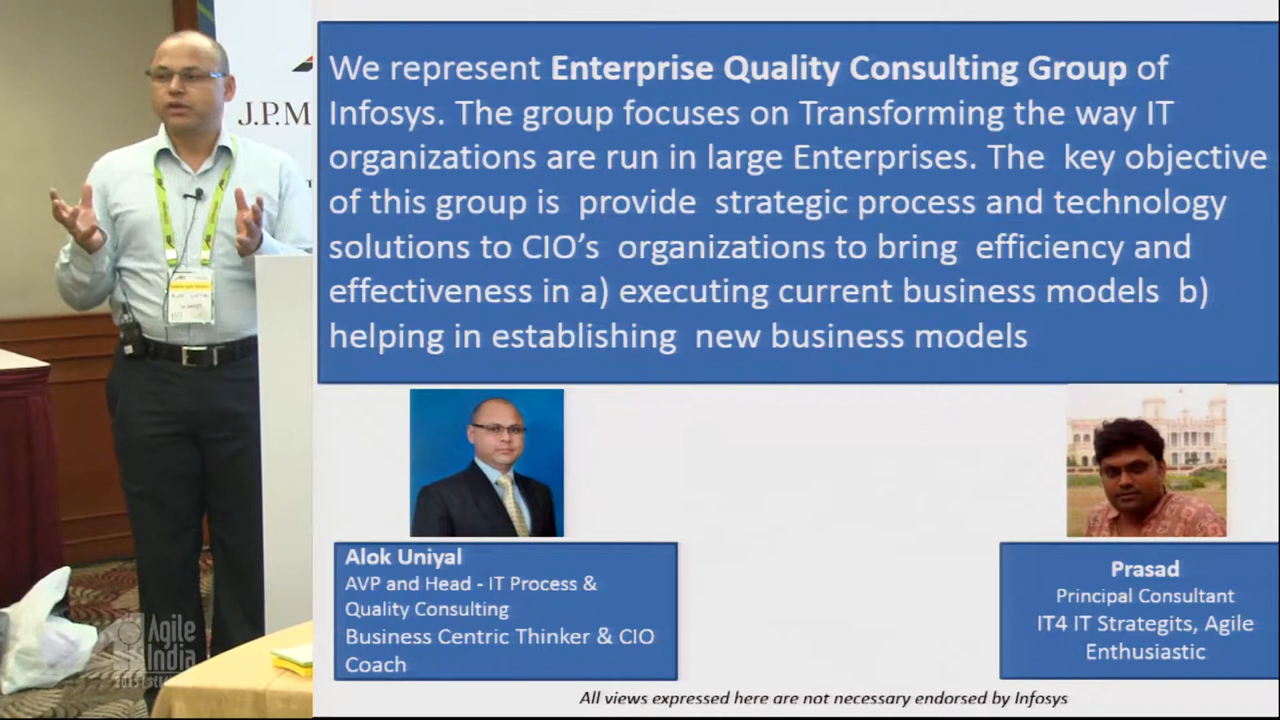 J.P.M
We represent Enterprise Quality Consulting Group of
Infosys. The group focuses on Transforming the way IT
organizations are run in large Enterprises. The key objective
of this group is provide strategic process and technology
solutions to CIO’s organizations to bring efficiency and
effectiveness in a) executing current business models b)
helping in establishing new business models
Alok Uniyal
AVP and Head - IT Process &
Quality Consulting
Business Centric Thinker & CIO
Coach
Prasad
Principal Consultant
IT4 IT Strategits, Agile
Enthusiastic
All views expressed here are not necessary endorsed by Infosys
Agile
India